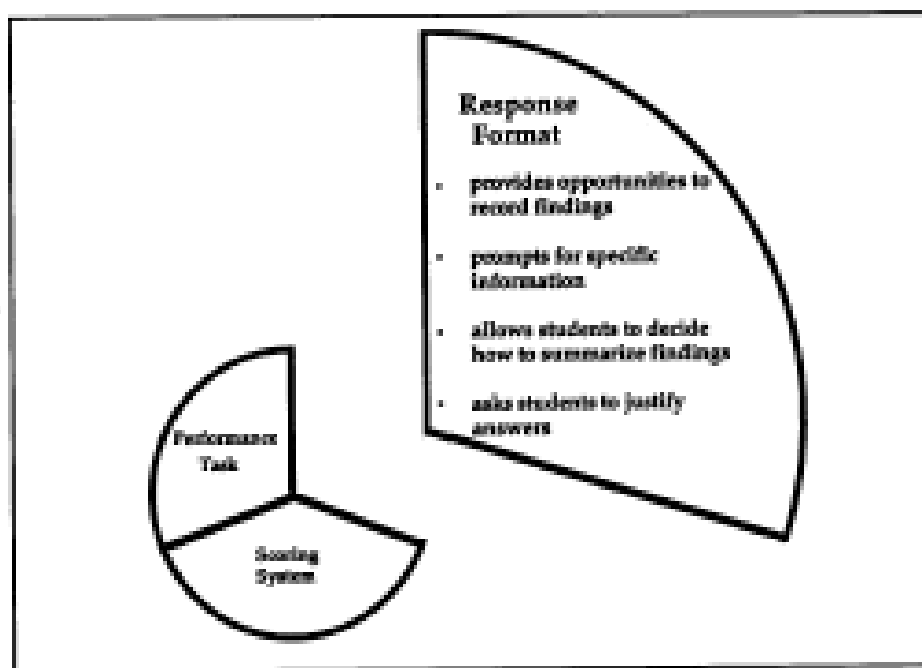 Response
Format
• provides opportunities to
record findings
• prompts for specific
information
• allows students to decide
how to summarize findings
• asks students to justify
answers
Performance
Task
Scoring
System